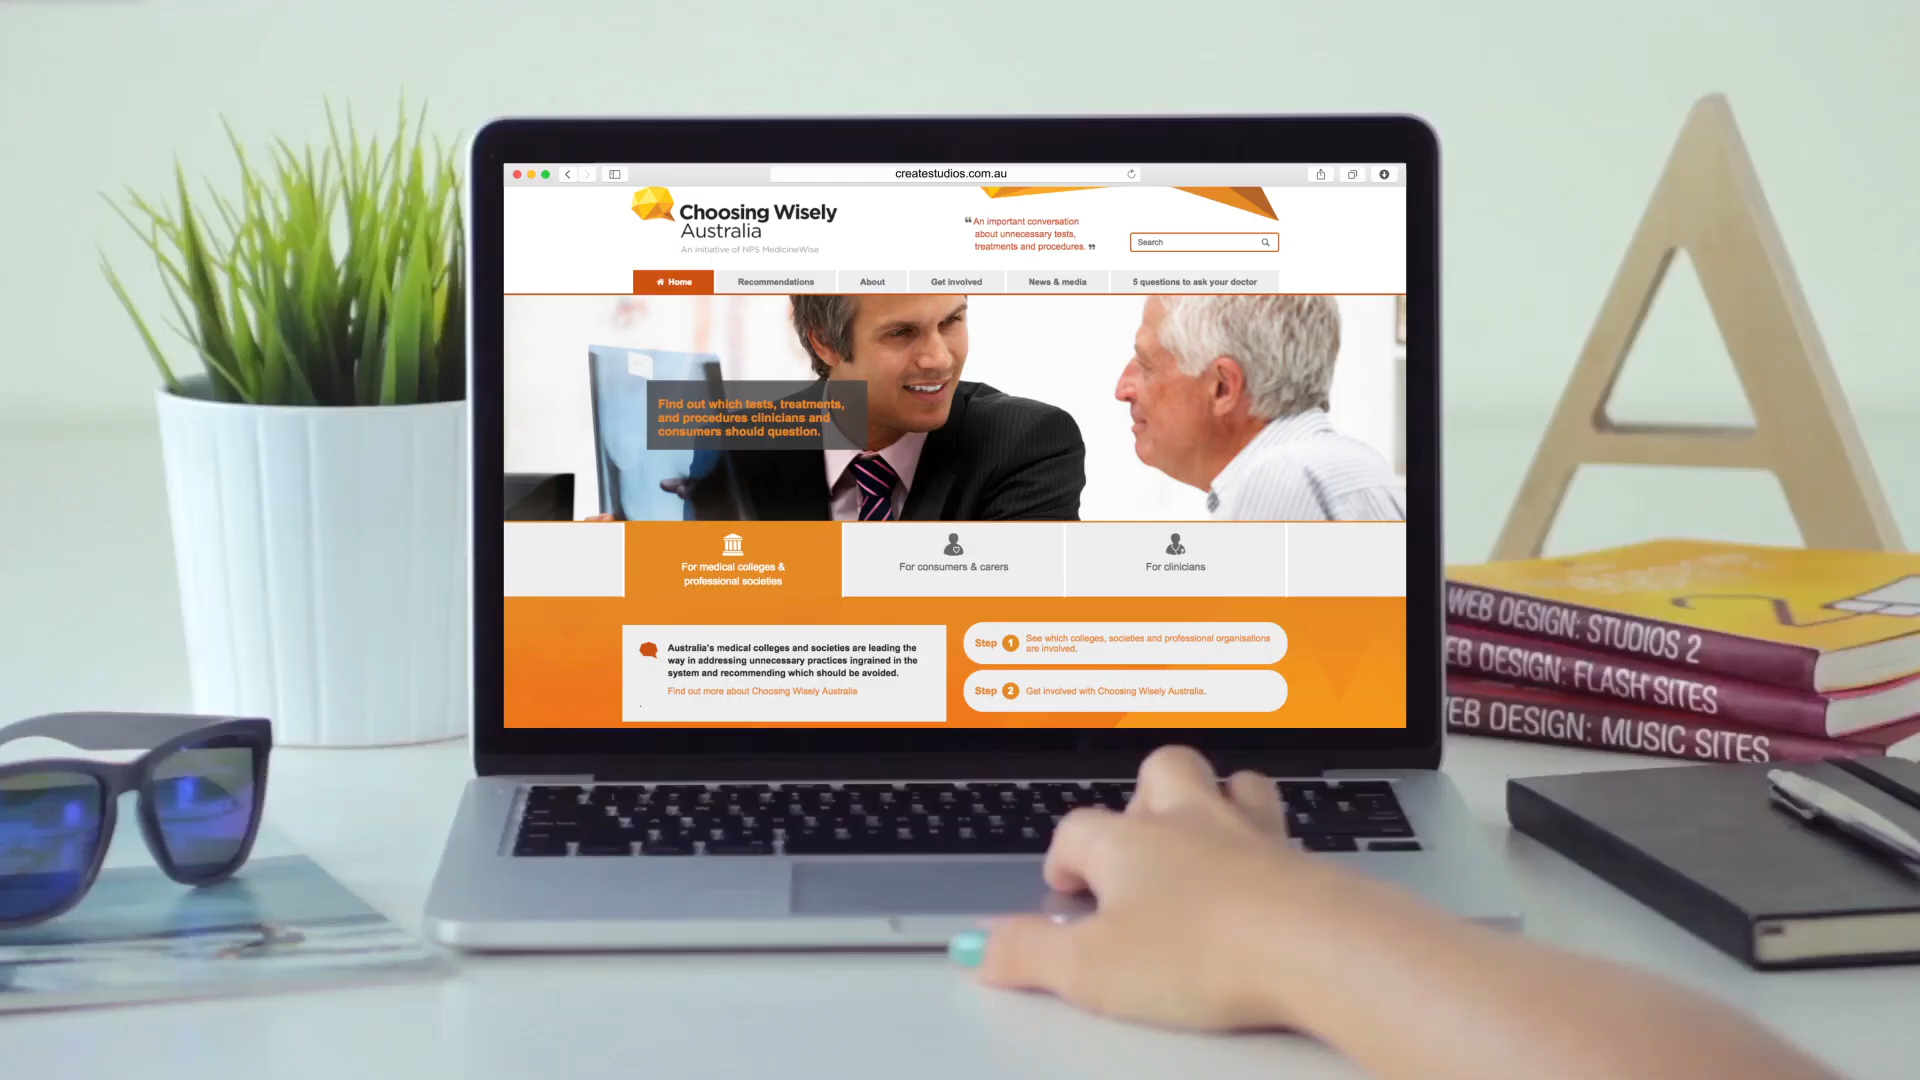 createstudios.com.au
Choosing Wisely
Australia
An initiative of NPS MedicineWise
❝ An important conversation
about unnecessary tests,
treatments and procedures. ❞
Search
Home
Recommendations
About
Get involved
News & media
5 questions to ask your doctor
Find out which tests, treatments,
and procedures clinicians and
consumers should question.
For medical colleges &
professional societies
For consumers & carers
For clinicians
Australia's medical colleges and societies are leading the
way in addressing unnecessary practices ingrained in the
system and recommending which should be avoided.
Find out more about Choosing Wisely Australia
Step 1 See which colleges, societies and professional organisations
are involved.
Step 2 Get involved with Choosing Wisely Australia.
WEB DESIGN: STUDIOS 2
EB DESIGN: FLASH SITES
EB DESIGN: MUSIC SITES